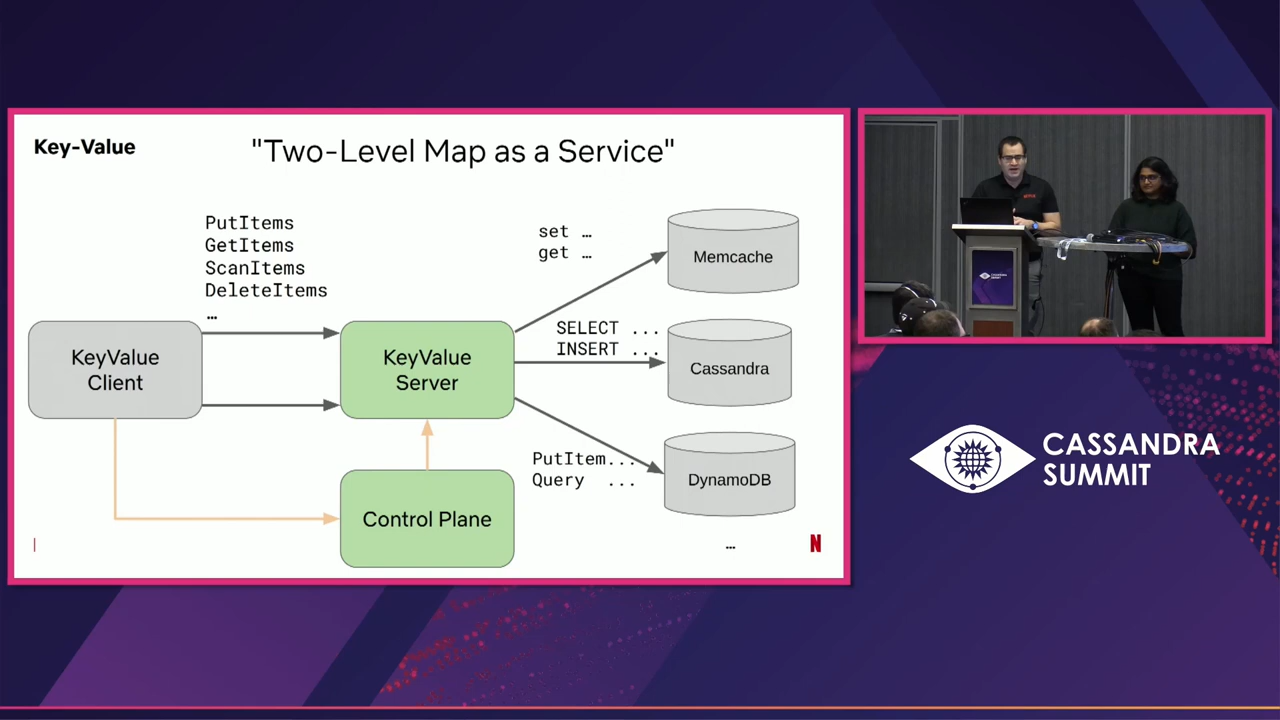 Key-Value
"Two-Level Map as a Service"
PutItems
GetItems
ScanItems
DeleteItems
…
KeyValue
Client
KeyValue
Server
Control Plane
set …
get …
SELECT ...
INSERT ...
PutItem...
Query ...
Memcache
Cassandra
DynamoDB
…
N
CASSANDRA
SUMMIT